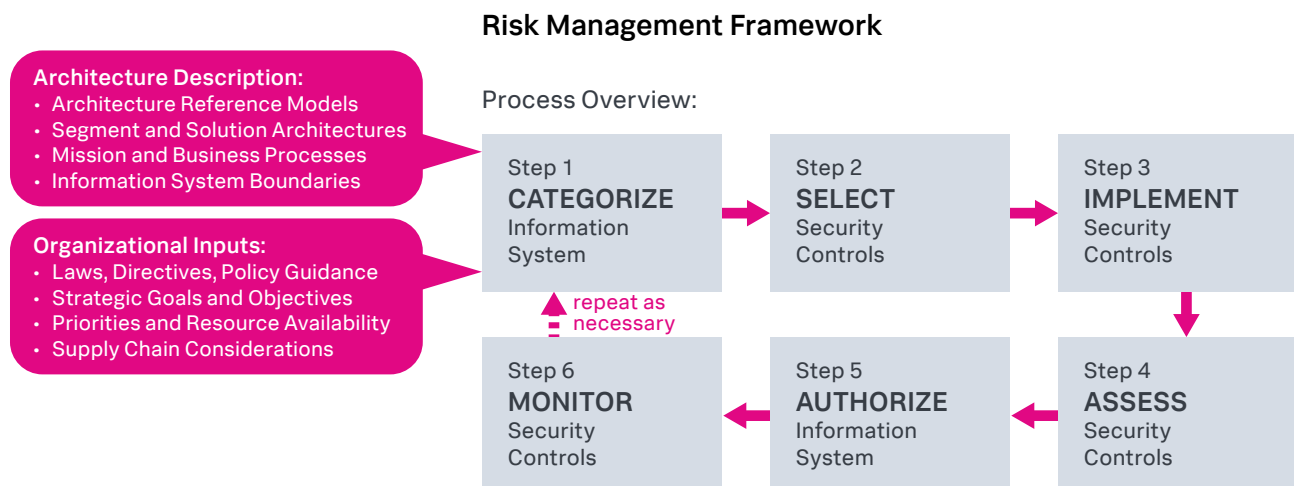 Risk Management Framework
Architecture Description:
• Architecture Reference Models
• Segment and Solution Architectures
• Mission and Business Processes
• Information System Boundaries
Organizational Inputs:
• Laws, Directives, Policy Guidance
• Strategic Goals and Objectives
• Priorities and Resource Availability
• Supply Chain Considerations
Process Overview:
Step 1
CATEGORIZE
Information
System
Step 2
SELECT
Security
Controls
Step 3
IMPLEMENT
Security
Controls
Step 4
ASSESS
Security
Controls
Step 5
AUTHORIZE
Information
System
Step 6
MONITOR
Security
Controls
repeat as
necessary